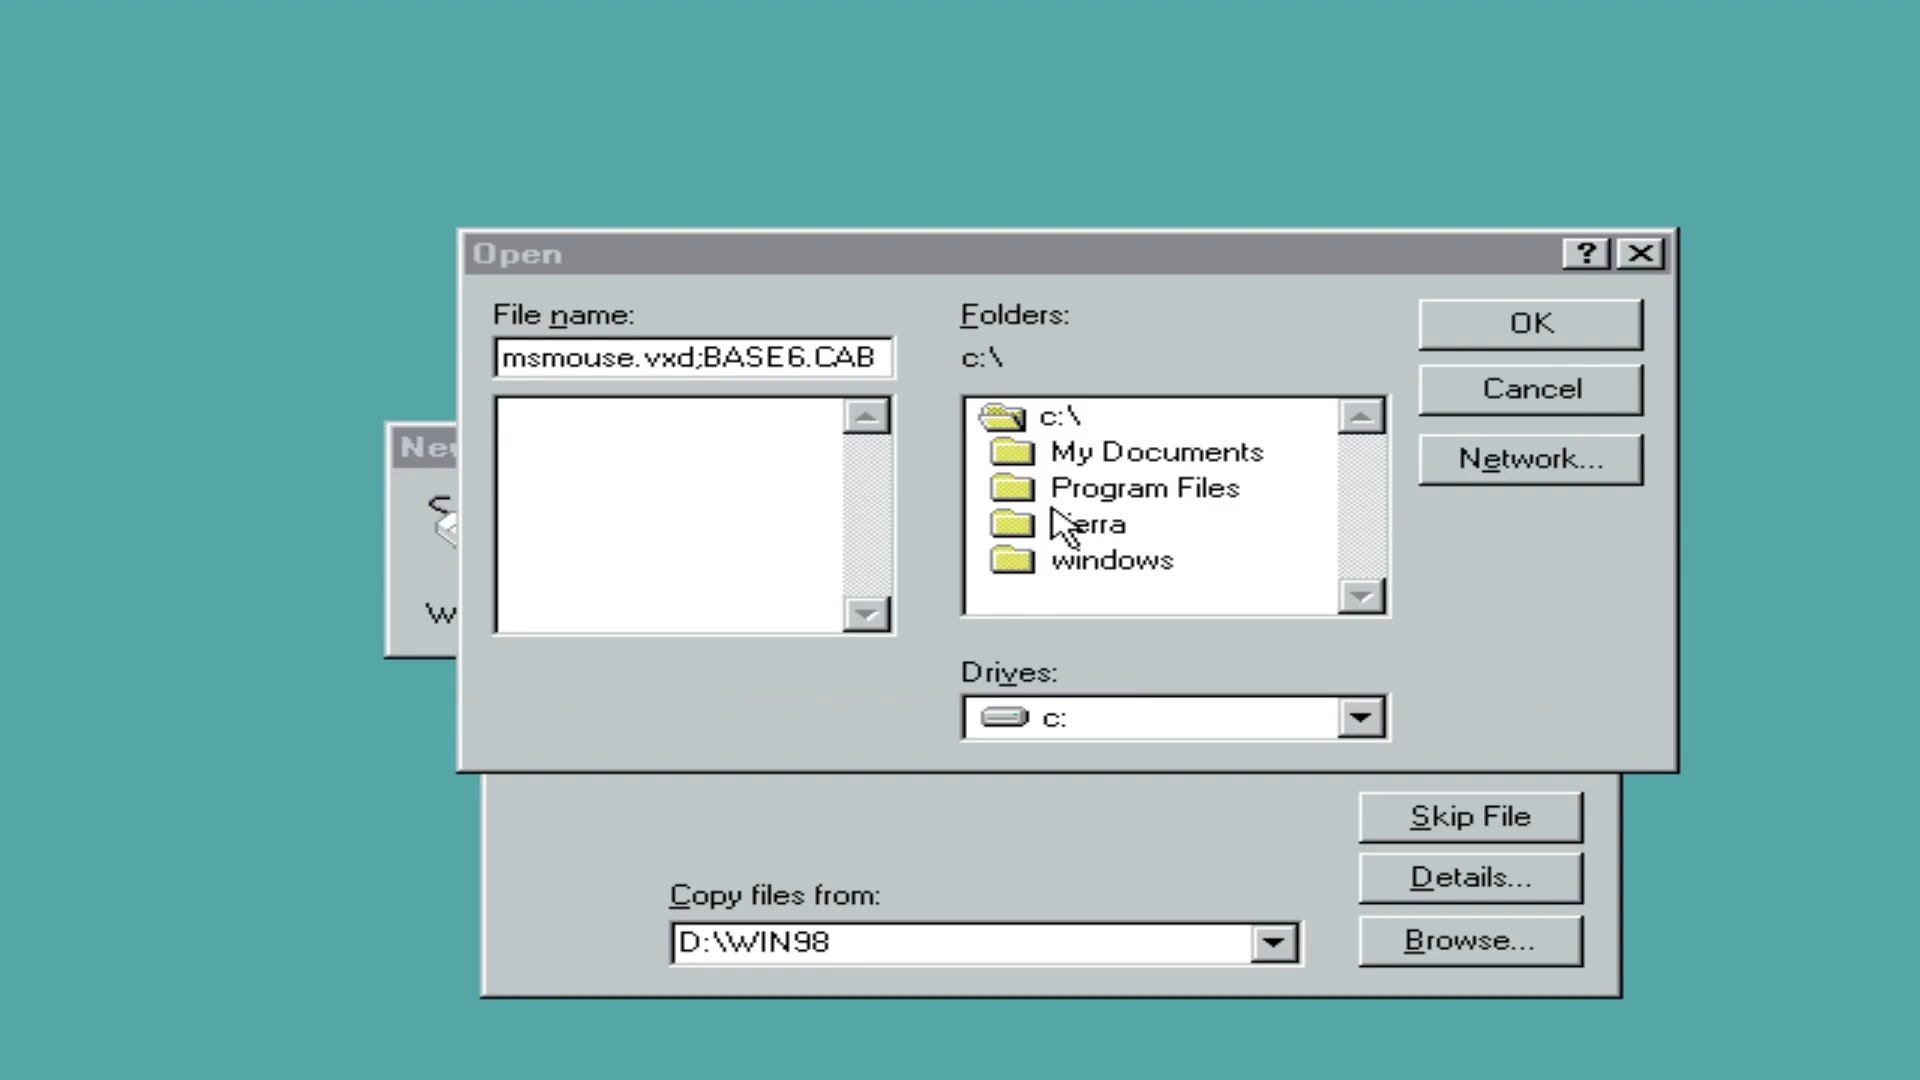 Open
File name:
msmouse.vxd;BASE6.CAB
Folders:
c:\
c:\
My Documents
Program Files
windows
Drives:
c:
OK
Cancel
Network...
Skip File
Details...
Browse...
Copy files from:
D:\WIN98